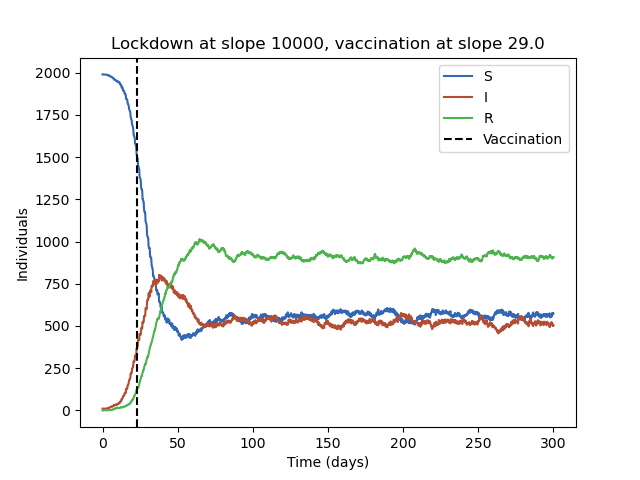 Lockdown at slope 10000, vaccination at slope 29.0
2000
1750
1500
1250
1000
750
500
250
0
Individuals
S
I
R
Vaccination
0 50 100 150 200 250 300
Time (days)